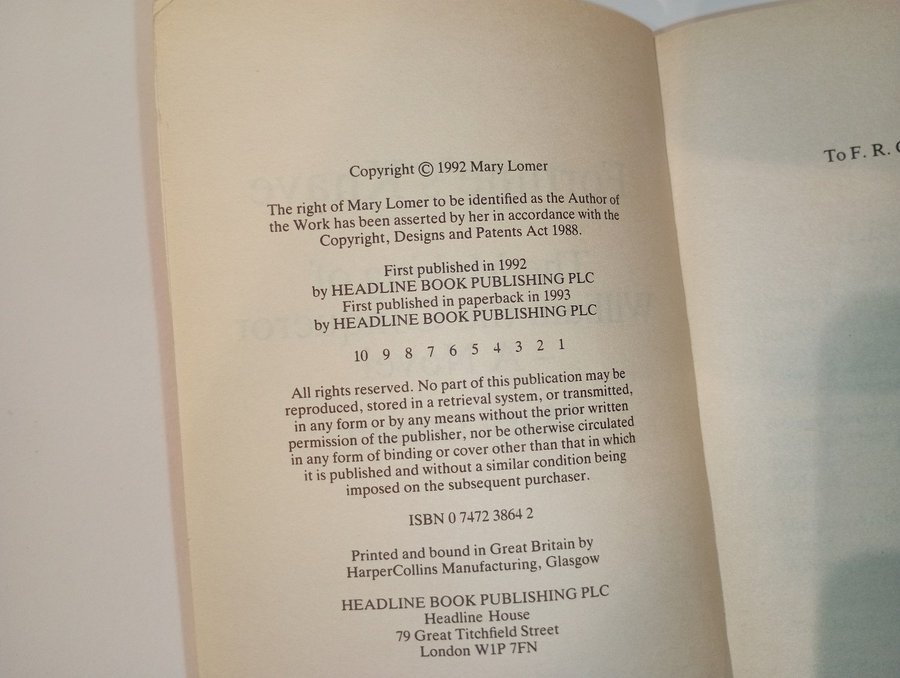 Copyright © 1992 Mary Lomer
The right of Mary Lomer to be identified as the Author of
the Work has been asserted by her in accordance with the
Copyright, Designs and Patents Act 1988.
First published in 1992
by HEADLINE BOOK PUBLISHING PLC
First published in paperback in 1993
by HEADLINE BOOK PUBLISHING PLC
10 9 8 7 6 5 4 3 2 1
All rights reserved. No part of this publication may be
reproduced, stored in a retrieval system, or transmitted,
in any form or by any means without the prior written
permission of the publisher, nor be otherwise circulated
in any form of binding or cover other than that in which
it is published and without a similar condition being
imposed on the subsequent purchaser.
ISBN 0 7472 3864 2
Printed and bound in Great Britain by
HarperCollins Manufacturing, Glasgow
HEADLINE BOOK PUBLISHING PLC
Headline House
79 Great Titchfield Street
London W1P 7FN
To F. R.